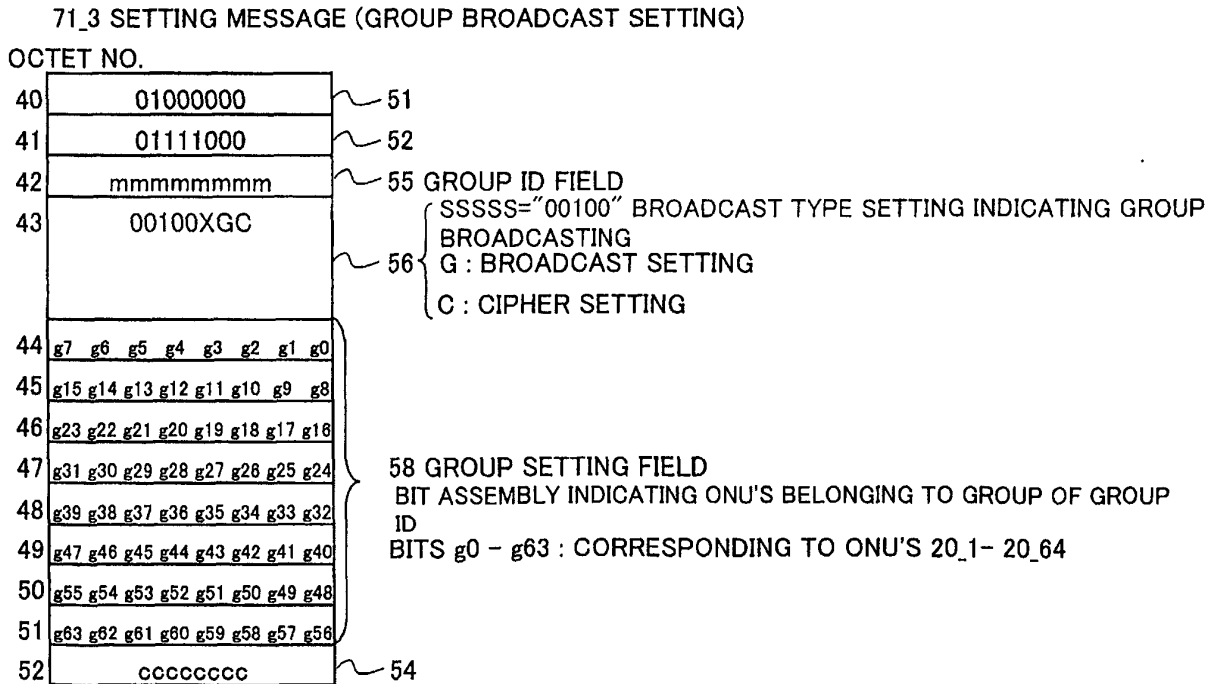 71_3 SETTING MESSAGE (GROUP BROADCAST SETTING)
OCTET NO.
40 01000000 51
41 01111000 52
42 mmmmmmmm 55 GROUP ID FIELD
43 00100XGC SSSSS="00100" BROADCAST TYPE SETTING INDICATING GROUP
BROADCASTING
56 G : BROADCAST SETTING
C : CIPHER SETTING
44 g7 g6 g5 g4 g3 g2 g1 g0
45 g15 g14 g13 g12 g11 g10 g9 g8
46 g23 g22 g21 g20 g19 g18 g17 g16
47 g31 g30 g29 g28 g27 g26 g25 g24 58 GROUP SETTING FIELD
BIT ASSEMBLY INDICATING ONU'S BELONGING TO GROUP OF GROUP
48 g39 g38 g37 g36 g35 g34 g33 g32 ID
49 g47 g46 g45 g44 g43 g42 g41 g40 BITS g0 - g63 : CORRESPONDING TO ONU'S 20_1- 20_64
50 g55 g54 g53 g52 g51 g50 g49 g48
51 g63 g62 g61 g60 g59 g58 g57 g56
52 cccccccc 54